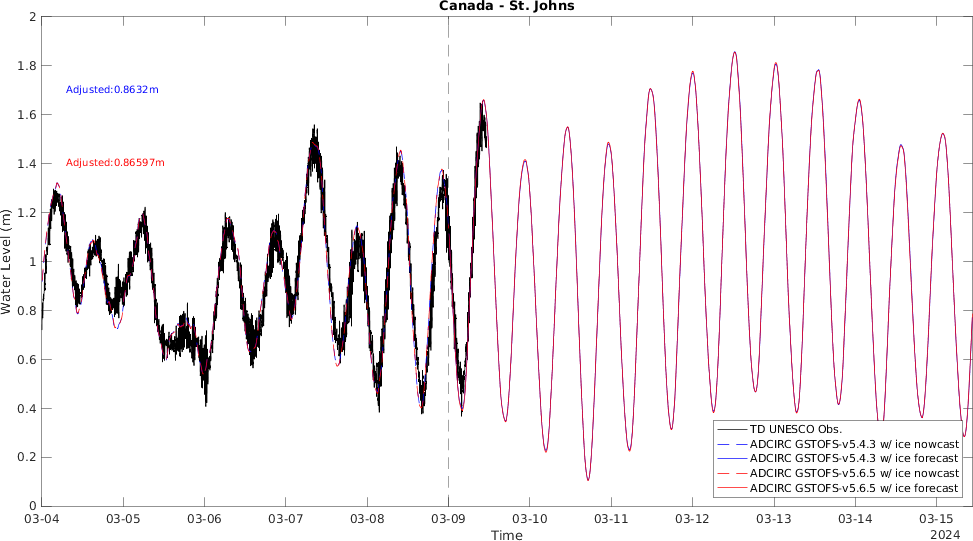 Canada - St. Johns
2
1.8
1.6
1.4
1.2
1
0.8
0.6
0.4
0.2
0
Water Level (m)
Adjusted:0.8632m
Adjusted:0.86597m
TD UNESCO Obs.
ADCIRC GSTOFS-v5.4.3 w/ ice nowcast
ADCIRC GSTOFS-v5.4.3 w/ ice forecast
ADCIRC GSTOFS-v5.6.5 w/ ice nowcast
ADCIRC GSTOFS-v5.6.5 w/ ice forecast
03-04 03-05 03-06 03-07 03-08 03-09 03-10 03-11 03-12 03-13 03-14 03-15
Time
2024